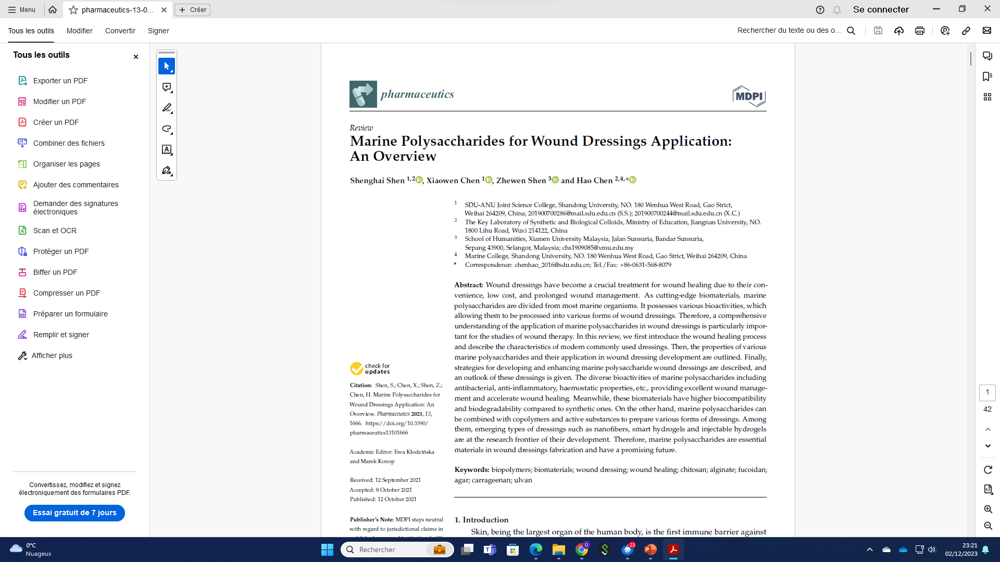 Menu
pharmaceutics-13-0...
Créer
Se connecter
Tous les outils
Modifier
Convertir
Signer
Rechercher du texte ou des o...
Tous les outils
Exporter un PDF
Modifier un PDF
Créer un PDF
Combiner des fichiers
Organiser les pages
Ajouter des commentaires
Demander des signatures
électroniques
Scan et OCR
Protéger un PDF
Biffer un PDF
Compresser un PDF
Préparer un formulaire
Remplir et signer
Afficher plus
Convertissez, modifiez et signez
électroniquement des formulaires PDF.
Essai gratuit de 7 jours
pharmaceutics
MDPI
Review
Marine Polysaccharides for Wound Dressings Application:
An Overview
Shenghai Shen 1,2, Xiaowen Chen 1, Zhewen Shen 3 and Hao Chen 2,4,*
1 SDU-ANU Joint Science College, Shandong University, NO. 180 Wenhua West Road, Gao Strict,
Weihai 264209, China; 201900700286@mail.sdu.edu.cn (S.S.); 201900700244@mail.sdu.edu.cn (X.C.)
2 The Key Laboratory of Synthetic and Biological Colloids, Ministry of Education, Jiangnan University, NO.
1800 Lihu Road, Wuxi 214122, China
3 School of Humanities, Xiamen University Malaysia, Jalan Sunsuria, Bandar Sunsuria,
Sepang 43900, Selangor, Malaysia; chs1909085@xmu.edu.my
4 Marine College, Shandong University, NO. 180 Wenhua West Road, Gao Strict, Weihai 264209, China
* Correspondence: chenhao_2016@sdu.edu.cn; Tel./Fax: +86-0631-568-8079
Abstract: Wound dressings have become a crucial treatment for wound healing due to their con-
venience, low cost, and prolonged wound management. As cutting-edge biomaterials, marine
polysaccharides are divided from most marine organisms. It possesses various bioactivities, which
allowing them to be processed into various forms of wound dressings. Therefore, a comprehensive
understanding of the application of marine polysaccharides in wound dressings is particularly impor-
tant for the studies of wound therapy. In this review, we first introduce the wound healing process
and describe the characteristics of modern commonly used dressings. Then, the properties of various
marine polysaccharides and their application in wound dressing development are outlined. Finally,
strategies for developing and enhancing marine polysaccharide wound dressings are described, and
an outlook of these dressings is given. The diverse bioactivities of marine polysaccharides including
antibacterial, anti-inflammatory, haemostatic properties, etc., providing excellent wound manage-
ment and accelerate wound healing. Meanwhile, these biomaterials have higher biocompatibility
and biodegradability compared to synthetic ones. On the other hand, marine polysaccharides can
be combined with copolymers and active substances to prepare various forms of dressings. Among
them, emerging types of dressings such as nanofibers, smart hydrogels and injectable hydrogels
are at the research frontier of their development. Therefore, marine polysaccharides are essential
materials in wound dressings fabrication and have a promising future.
Keywords: biopolymers; biomaterials; wound dressing; wound healing; chitosan; alginate; fucoidan;
agar; carrageenan; ulvan
check for
updates
Citation: Shen, S.; Chen, X.; Shen, Z.;
Chen, H. Marine Polysaccharides for
Wound Dressings Application: An
Overview. Pharmaceutics 2021, 13,
1666. https://doi.org/10.3390/
pharmaceutics13101666
Academic Editor: Ewa Kłodzińska
and Marek Konop
Received: 12 September 2021
Accepted: 8 October 2021
Published: 12 October 2021
Publisher's Note: MDPI stays neutral
with regard to jurisdictional claims in
1. Introduction
Skin, being the largest organ of the human body, is the first immune barrier against
1
42
0°C
Nuageux
Rechercher
0
23
23:21
02/12/2023